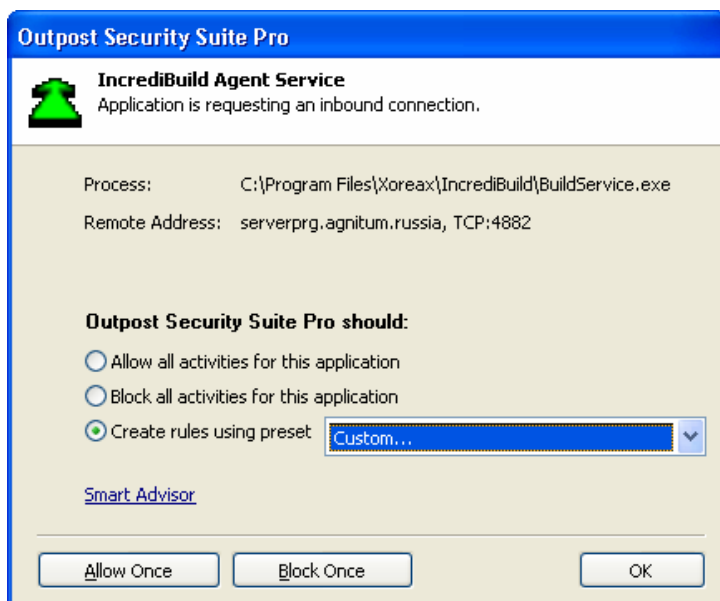 Outpost Security Suite Pro
IncrediBuild Agent Service
Application is requesting an inbound connection.
Process: C:\Program Files\Xoreax\IncrediBuild\BuildService.exe
Remote Address: serverprg.agnitum.russia, TCP:4882
Outpost Security Suite Pro should:
Allow all activities for this application
Block all activities for this application
Create rules using preset Custom...
Smart Advisor
Allow Once Block Once OK